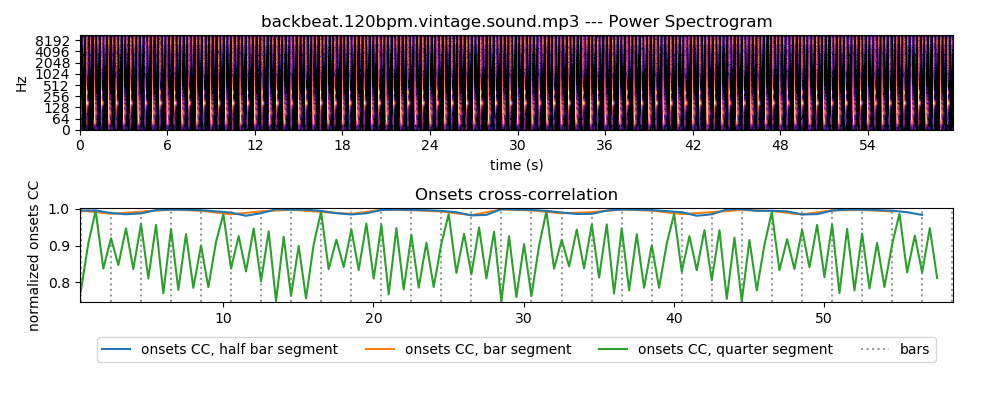 backbeat.120bpm.vintage.sound.mp3 --- Power Spectrogram
Hz
8192
4096
2048
1024
512
256
128
64
0
0 6 12 18 24 30 36 42 48 54
time (s)
Onsets cross-correlation
normalized onsets CC
1.0
0.9
0.8
10 20 30 40 50
onsets CC, half bar segment onsets CC, bar segment onsets CC, quarter segment bars